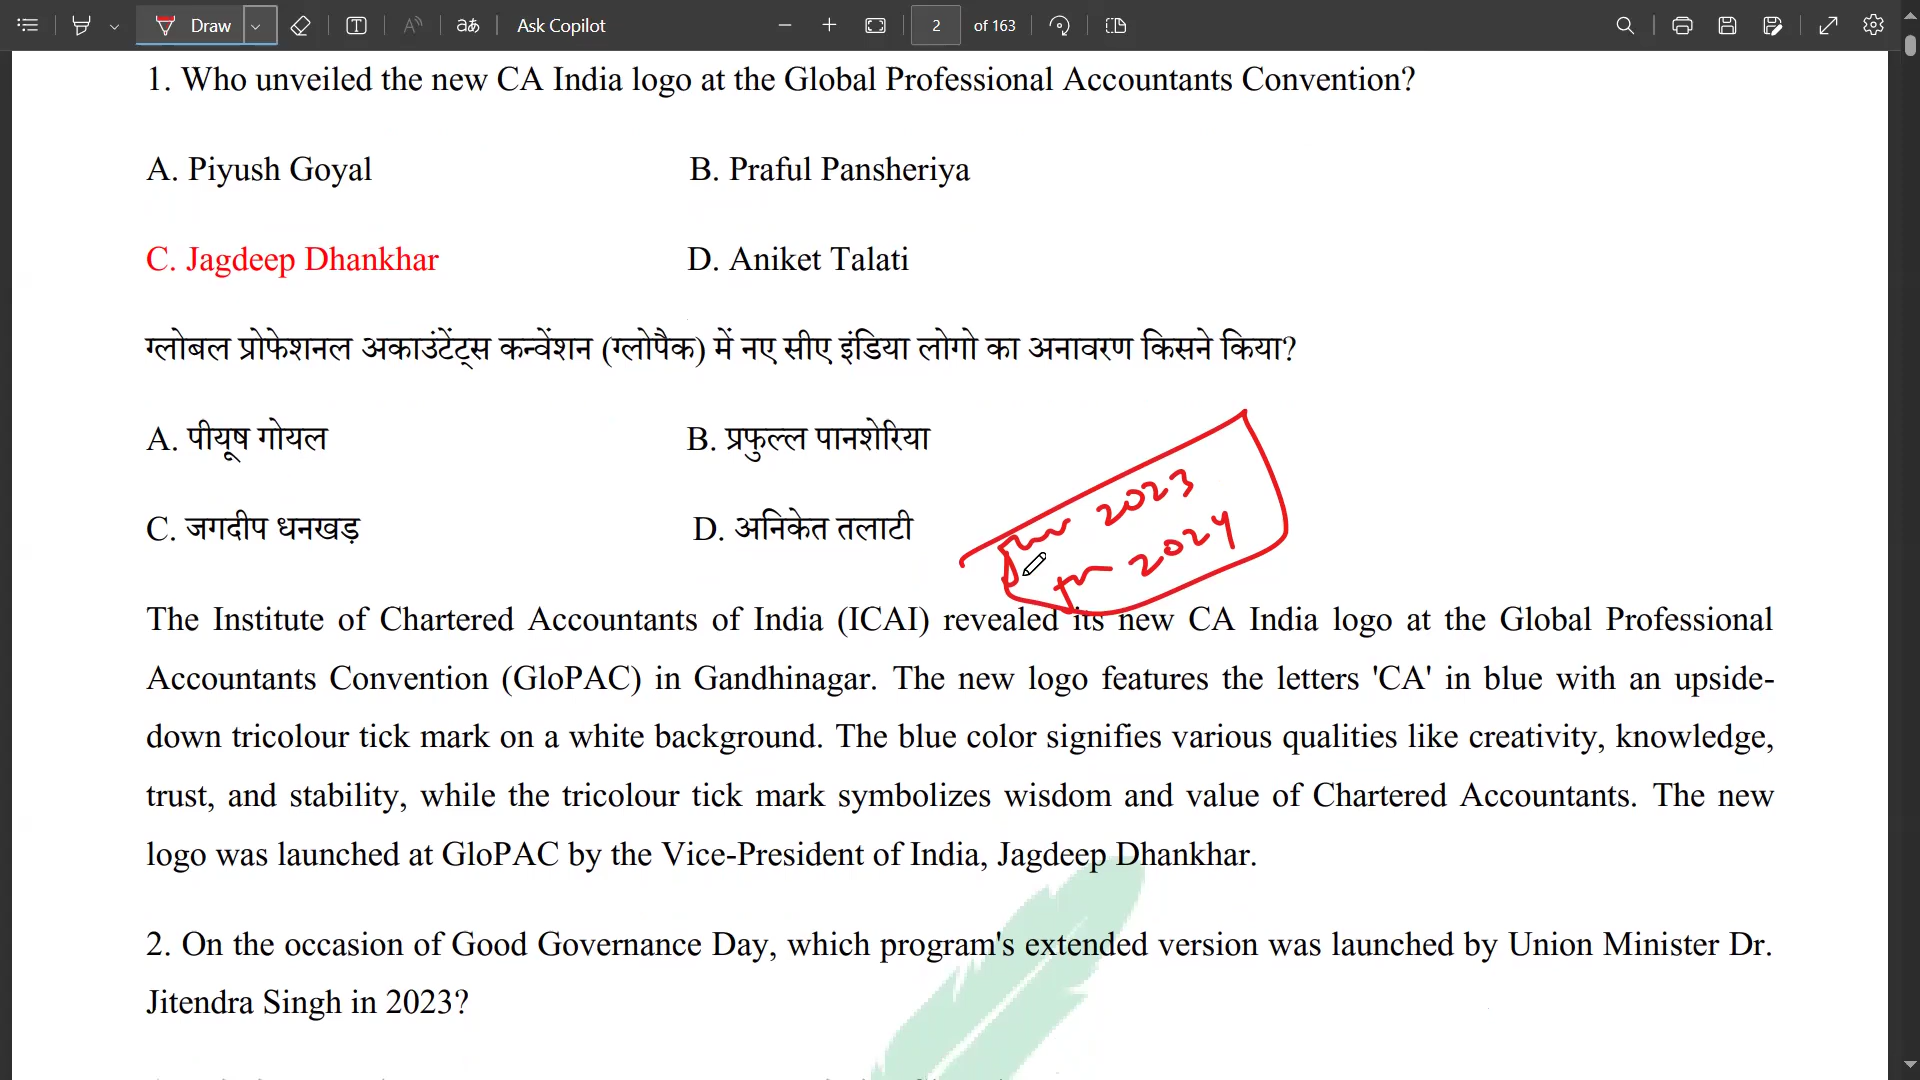 Draw
aあ
Ask Copilot
2 of 163
1. Who unveiled the new CA India logo at the Global Professional Accountants Convention?
A. Piyush Goyal B. Praful Pansheriya
C. Jagdeep Dhankhar D. Aniket Talati
ग्लोबल प्रोफेशनल अकाउंटेंट्स कन्वेंशन (ग्लोपैक) में नए सीए इंडिया लोगो का अनावरण किसने किया?
A. पीयूष गोयल B. प्रफुल्ल पानशेरिया
C. जगदीप धनखड़ D. अनिकेत तलाटी
2023
2024
The Institute of Chartered Accountants of India (ICAI) revealed its new CA India logo at the Global Professional
Accountants Convention (GloPAC) in Gandhinagar. The new logo features the letters 'CA' in blue with an upside-
down tricolour tick mark on a white background. The blue color signifies various qualities like creativity, knowledge,
trust, and stability, while the tricolour tick mark symbolizes wisdom and value of Chartered Accountants. The new
logo was launched at GloPAC by the Vice-President of India, Jagdeep Dhankhar.
2. On the occasion of Good Governance Day, which program's extended version was launched by Union Minister Dr.
Jitendra Singh in 2023?